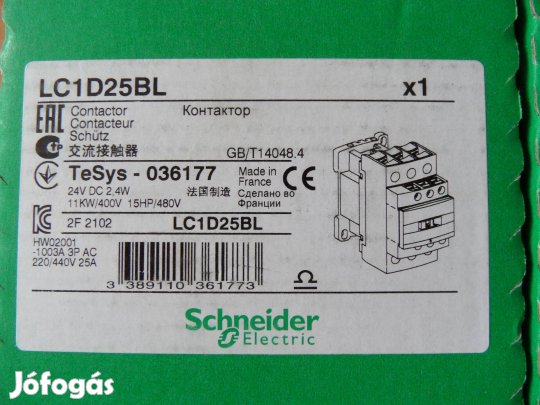 LC1D25BL x1
EAC Contactor Контактор
Contacteur
Schütz
交流接触器 GB/T14048.4
TeSys - 036177 Made in France CE
24V DC 2,4W 法国制造 Сделано во Франции
11KW/400V 15HP/480V
2F 2102 LC1D25BL
HW02001
-1003A 3P AC
220/440V 25A
3 389110 361773
Schneider
Electric
Jófogás